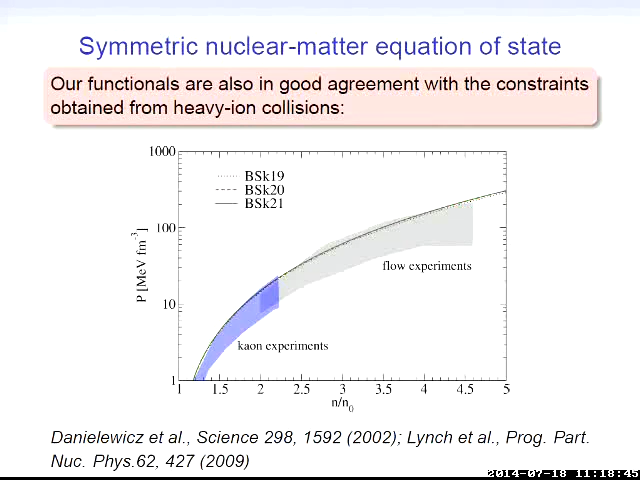 Symmetric nuclear-matter equation of state
Our functionals are also in good agreement with the constraints
obtained from heavy-ion collisions:
1000
BSk19
BSk20
BSk21
100
P [MeV fm-3]
flow experiments
10
kaon experiments
1
1 1.5 2 2.5 3 3.5 4 4.5 5
n/n0
Danielewicz et al., Science 298, 1592 (2002); Lynch et al., Prog. Part.
Nuc. Phys.62, 427 (2009)
2014-07-18 11:18:45